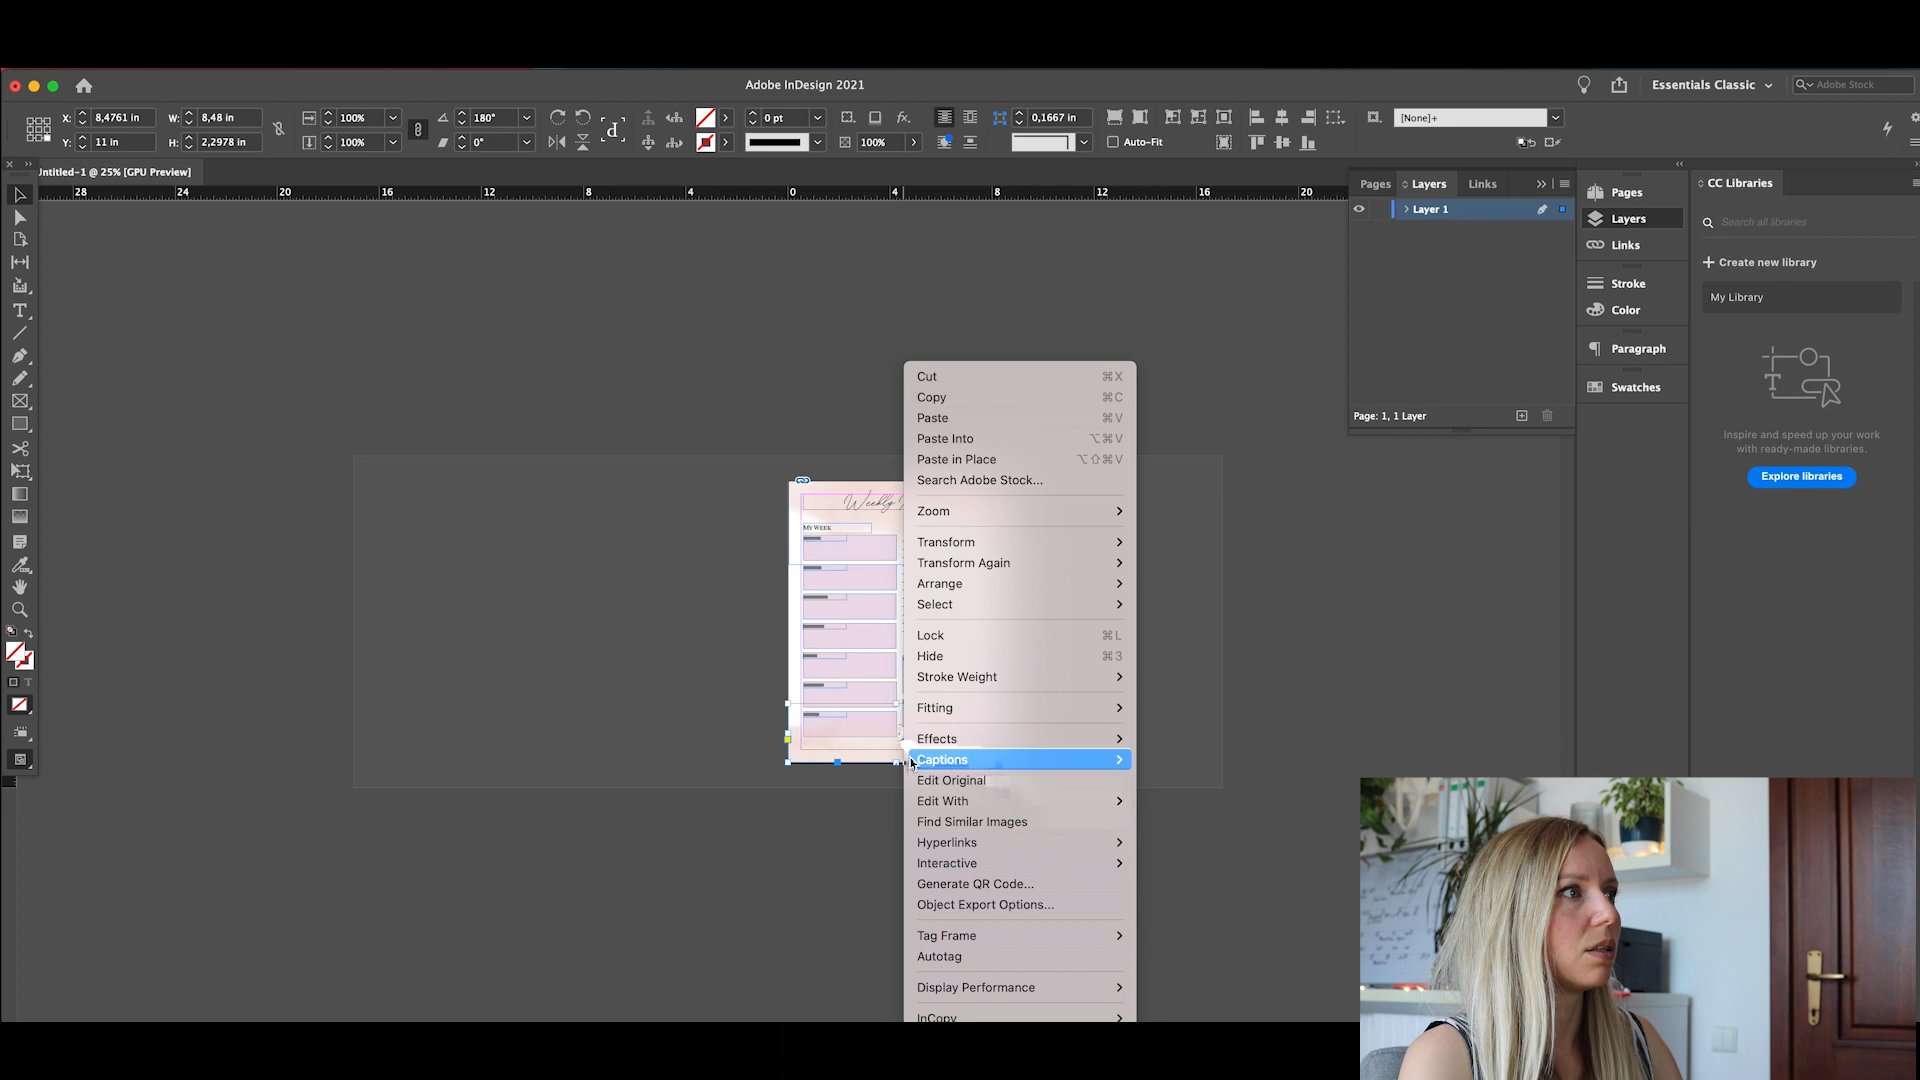 Adobe InDesign 2021
Essentials Classic
Adobe Stock
X: 8,4761 in W: 8,48 in 100% 180° 0 pt 0,1667 in [None]+
Y: 11 in H: 2,2978 in 100% 0° 100% Auto-Fit
Untitled-1 @ 25% [GPU Preview]
28 24 20 16 12 8 4 0 4 8 12 16 20
Pages Layers Links
Layer 1
Page: 1, 1 Layer
Pages
Layers
Links
Stroke
Color
Paragraph
Swatches
CC Libraries
Search all libraries
Create new library
My Library
Inspire and speed up your work
with ready-made libraries.
Explore libraries
Weekly
MY WEEK
Cut ⌘X
Copy ⌘C
Paste ⌘V
Paste Into ⌥⌘V
Paste in Place ⌥⇧⌘V
Search Adobe Stock...
Zoom
Transform
Transform Again
Arrange
Select
Lock ⌘L
Hide ⌘3
Stroke Weight
Fitting
Effects
Captions
Edit Original
Edit With
Find Similar Images
Hyperlinks
Interactive
Generate QR Code...
Object Export Options...
Tag Frame
Autotag
Display Performance
InCopy